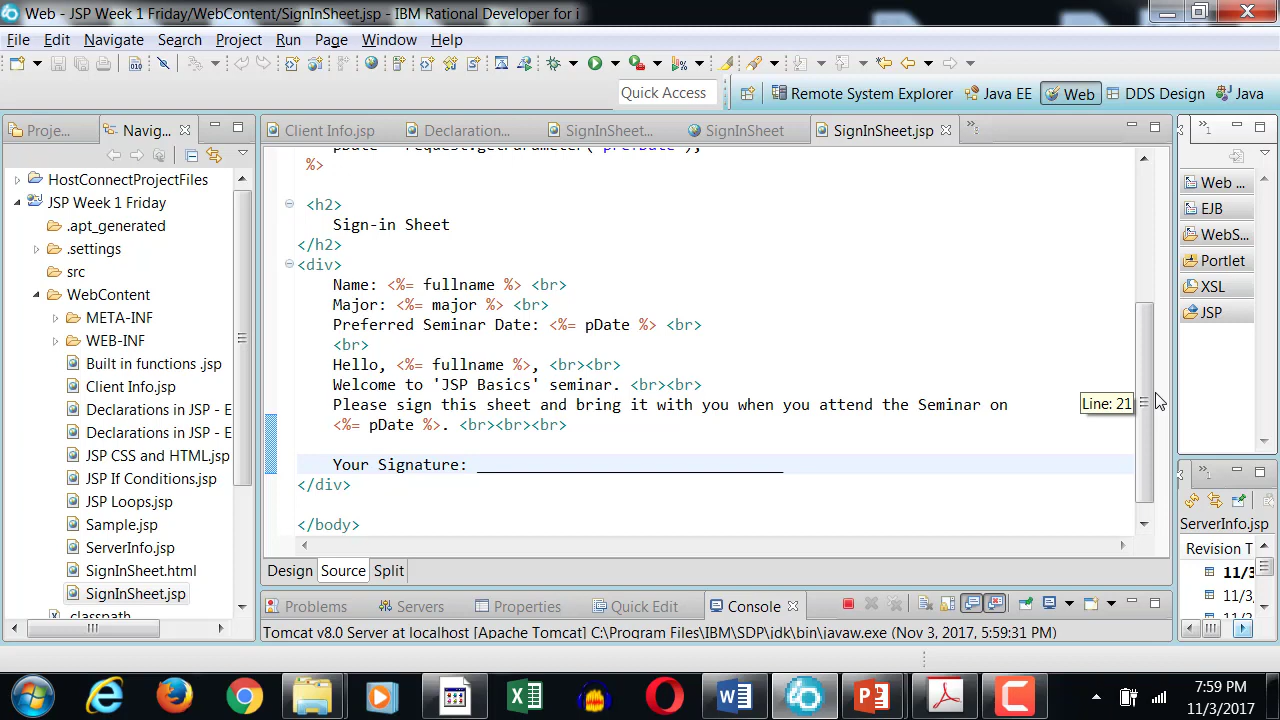 Web - JSP Week 1 Friday/WebContent/SignInSheet.jsp - IBM Rational Developer for i
File Edit Navigate Search Project Run Page Window Help
Quick Access Remote System Explorer Java EE Web DDS Design Java
Proje... Navig... Client Info.jsp Declaration... SignInSheet... SignInSheet SignInSheet.jsp
pDate = request.getParameter("prefDate");
%>
<h2>
Sign-in Sheet
</h2>
<div>
Name: <%= fullname %> <br>
Major: <%= major %> <br>
Preferred Seminar Date: <%= pDate %> <br>
<br>
Hello, <%= fullname %>, <br><br>
Welcome to 'JSP Basics' seminar. <br><br>
Please sign this sheet and bring it with you when you attend the Seminar on
<%= pDate %>. <br><br><br>
Your Signature: __________________________________
</div>
</body>
Line: 21
HostConnectProjectFiles
JSP Week 1 Friday
.apt_generated
.settings
src
WebContent
META-INF
WEB-INF
Built in functions .jsp
Client Info.jsp
Declarations in JSP - E
Declarations in JSP - E
JSP CSS and HTML.jsp
JSP If Conditions.jsp
JSP Loops.jsp
Sample.jsp
ServerInfo.jsp
SignInSheet.html
SignInSheet.jsp
.classpath
Web ...
EJB
WebS...
Portlet
XSL
JSP
ServerInfo.jsp
Revision T
11/3
11/3,
Design Source Split
Problems Servers Properties Quick Edit Console
Tomcat v8.0 Server at localhost [Apache Tomcat] C:\Program Files\IBM\SDP\jdk\bin\javaw.exe (Nov 3, 2017, 5:59:31 PM)
7:59 PM
11/3/2017